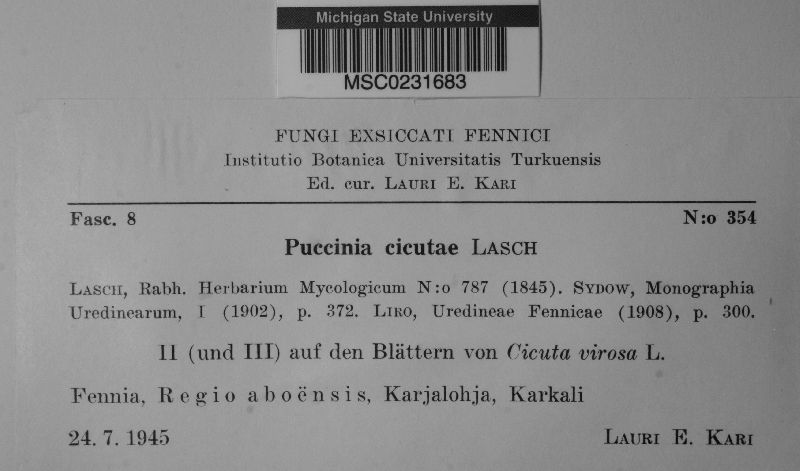 Michigan State University
MSC0231683
FUNGI EXSICCATI FENNICI
Institutio Botanica Universitatis Turkuensis
Ed. cur. LAURI E. KARI
Fasc. 8 N:o 354
Puccinia cicutae LASCH
LASCH, Rabh. Herbarium Mycologicum N:o 787 (1845). SYDOW, Monographia
Uredinearum, I (1902), p. 372. LIRO, Uredineae Fennicae (1908), p. 300.
II (und III) auf den Blättern von Cicuta virosa L.
Fennia, Regio aboënsis, Karjalohja, Karkali
24. 7. 1945 LAURI E. KARI